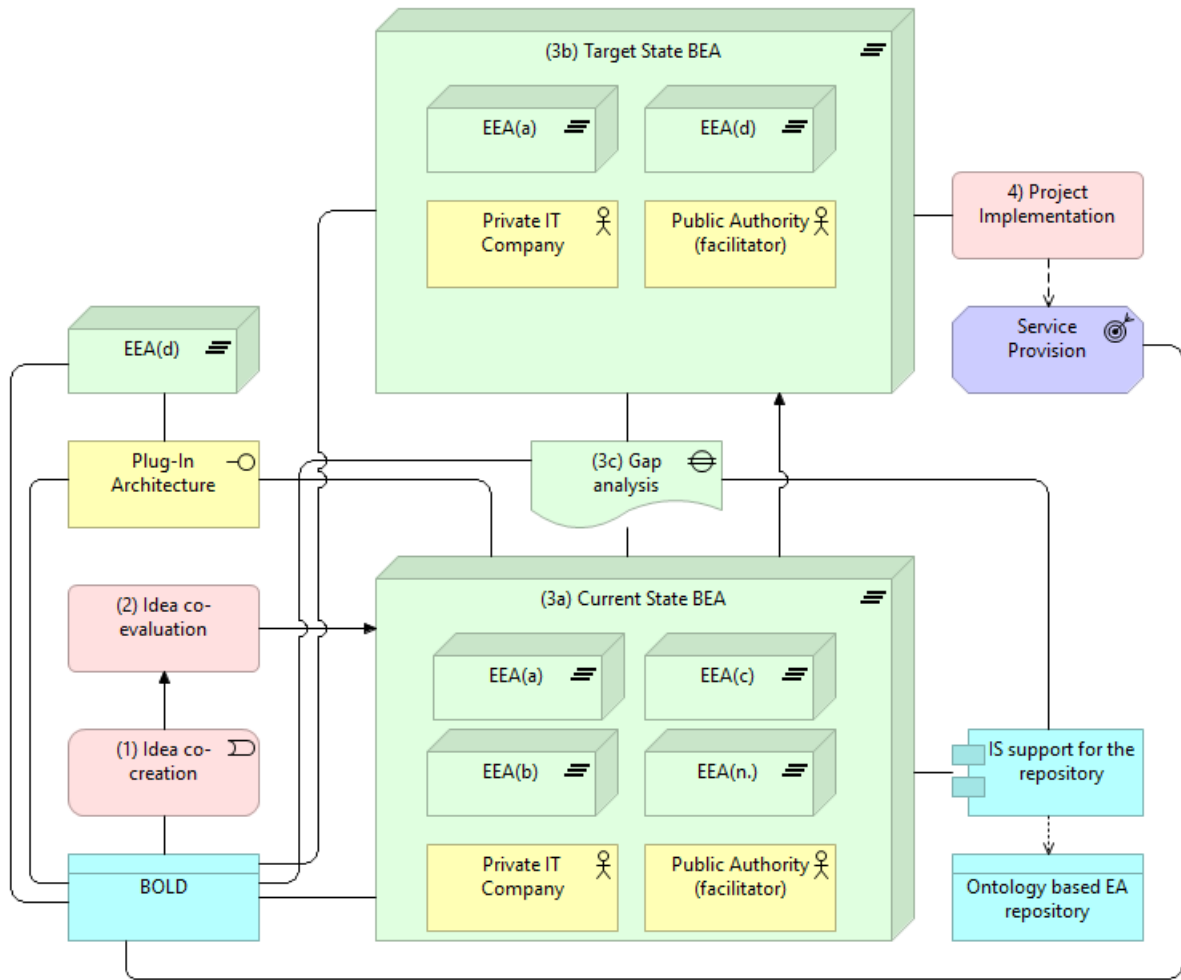 (3b) Target State BEA
EEA(a)
EEA(d)
Private IT
Company
Public Authority
(facilitator)
4) Project
Implementation
Service
Provision
EEA(d)
Plug-In
Architecture
(3c) Gap
analysis
(2) Idea co-
evaluation
(1) Idea co-
creation
BOLD
(3a) Current State BEA
EEA(a)
EEA(c)
EEA(b)
EEA(n.)
Private IT
Company
Public Authority
(facilitator)
IS support for the
repository
Ontology based EA
repository